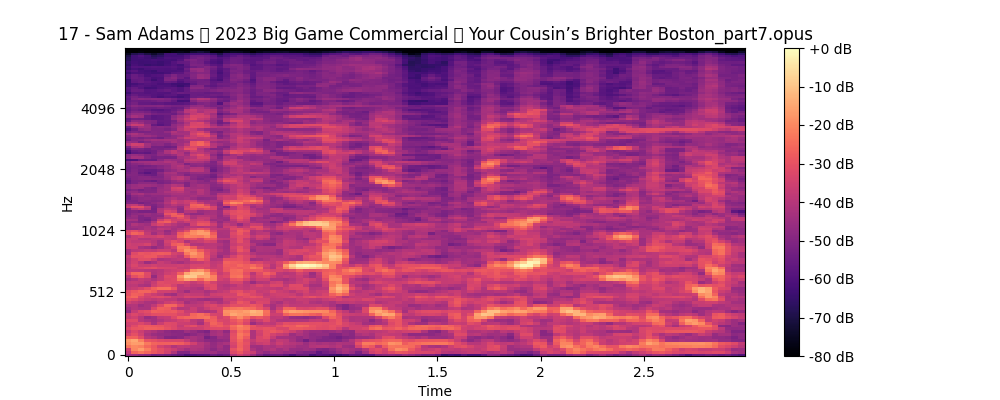 17 - Sam Adams ▯ 2023 Big Game Commercial ▯ Your Cousin’s Brighter Boston_part7.opus
+0 dB
-10 dB
-20 dB
-30 dB
-40 dB
-50 dB
-60 dB
-70 dB
-80 dB
4096
2048
1024
512
0
Hz
0
0.5
1
1.5
2
2.5
Time